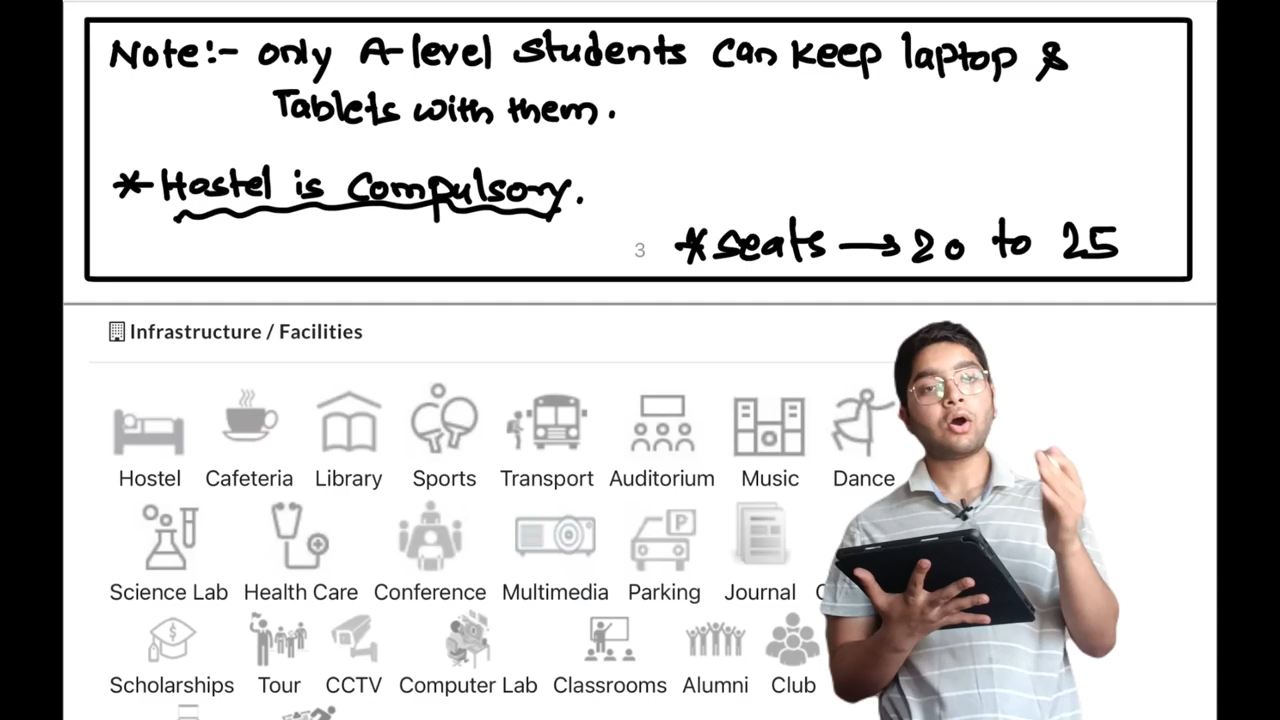 Note:- only A-level Students Can keep laptop &
Tablets with them.
* Hostel is Compulsory.
3
* seats → 20 to 25
Infrastructure / Facilities
Hostel Cafeteria Library Sports Transport Auditorium Music Dance
P
Science Lab Health Care Conference Multimedia Parking Journal
$
Scholarships Tour CCTV Computer Lab Classrooms Alumni Club